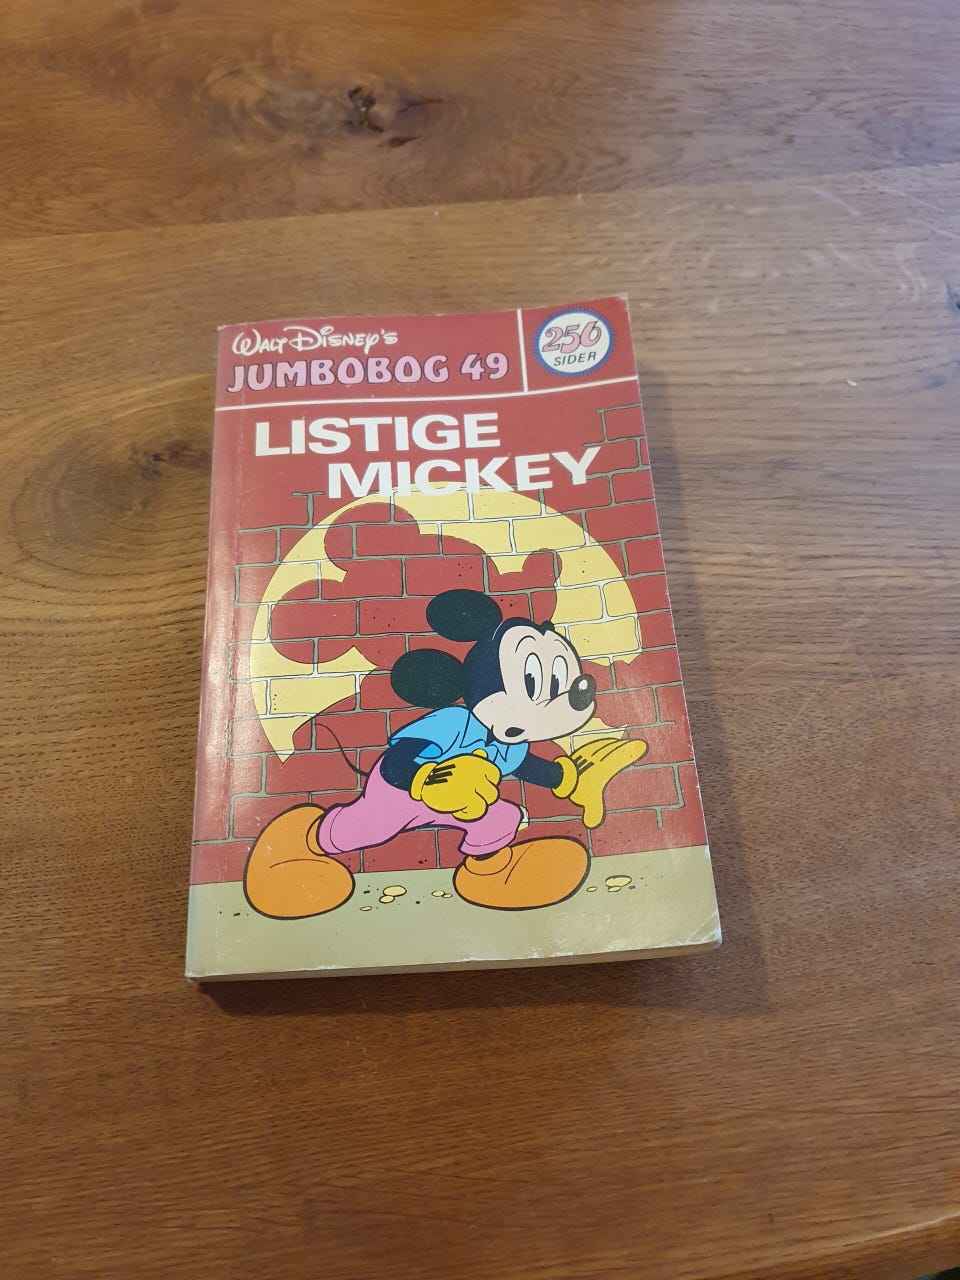 WALT DISNEY'S
JUMBOBOG 49
256
SIDER
LISTIGE
MICKEY